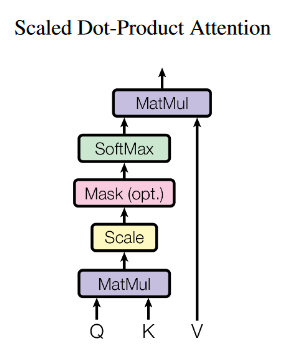 Scaled Dot-Product Attention
MatMul
SoftMax
Mask (opt.)
Scale
MatMul
Q K V